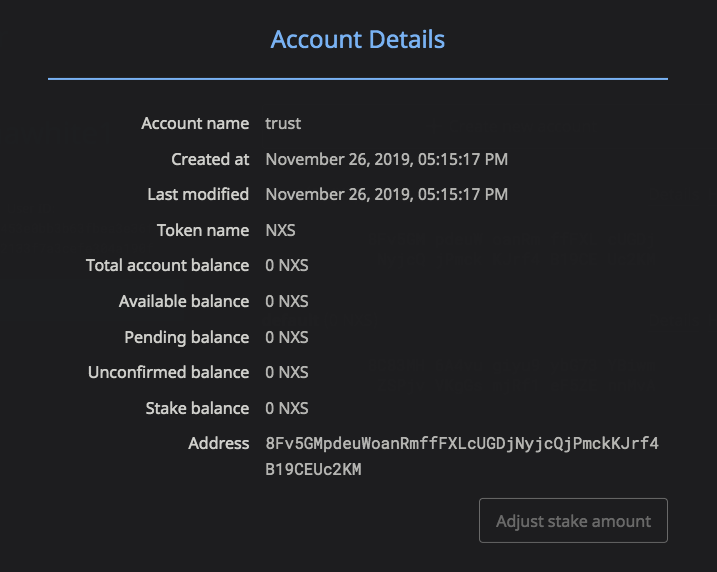 Account Details
Account name trust
Created at November 26, 2019, 05:15:17 PM
Last modified November 26, 2019, 05:15:17 PM
Token name NXS
Total account balance 0 NXS
Available balance 0 NXS
Pending balance 0 NXS
Unconfirmed balance 0 NXS
Stake balance 0 NXS
Address 8Fv5GMpdeuWoanRmffFXLcUGDjNyjcQjPmckKJrf4
B19CEUc2KM
Adjust stake amount